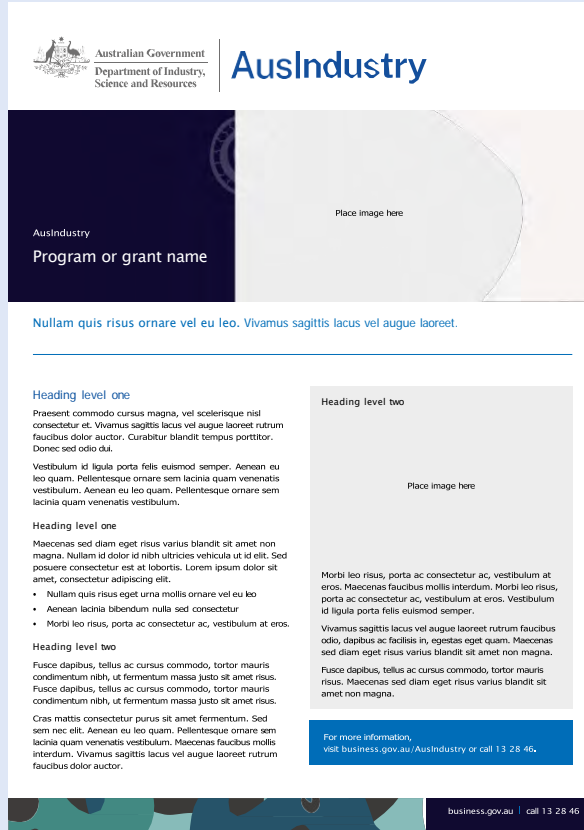 Australian Government
Department of Industry,
Science and Resources
AusIndustry
Place image here
AusIndustry
Program or grant name
Nullam quis risus ornare vel eu leo. Vivamus sagittis lacus vel augue laoreet.
Heading level one
Praesent commodo cursus magna, vel scelerisque nisl
consectetur et. Vivamus sagittis lacus vel augue laoreet rutrum
faucibus dolor auctor. Curabitur blandit tempus porttitor.
Donec sed odio dui.
Vestibulum id ligula porta felis euismod semper. Aenean eu
leo quam. Pellentesque ornare sem lacinia quam venenatis
vestibulum. Aenean eu leo quam. Pellentesque ornare sem
lacinia quam venenatis vestibulum.
Heading level one
Maecenas sed diam eget risus varius blandit sit amet non
magna. Nullam id dolor id nibh ultricies vehicula ut id elit. Sed
posuere consectetur est at lobortis. Lorem ipsum dolor sit
amet, consectetur adipiscing elit.
• Nullam quis risus eget urna mollis ornare vel eu leo
• Aenean lacinia bibendum nulla sed consectetur
• Morbi leo risus, porta ac consectetur ac, vestibulum at eros.
Heading level two
Fusce dapibus, tellus ac cursus commodo, tortor mauris
condimentum nibh, ut fermentum massa justo sit amet risus.
Fusce dapibus, tellus ac cursus commodo, tortor mauris
condimentum nibh, ut fermentum massa justo sit amet risus.
Cras mattis consectetur purus sit amet fermentum. Sed
sem nec elit. Aenean eu leo quam. Pellentesque ornare sem
lacinia quam venenatis vestibulum. Maecenas faucibus mollis
interdum. Vivamus sagittis lacus vel augue laoreet rutrum
faucibus dolor auctor.
Heading level two
Place image here
Morbi leo risus, porta ac consectetur ac, vestibulum at
eros. Maecenas faucibus mollis interdum. Morbi leo risus,
porta ac consectetur ac, vestibulum at eros. Vestibulum
id ligula porta felis euismod semper.
Vivamus sagittis lacus vel augue laoreet rutrum faucibus
odio, dapibus ac facilisis in, egestas eget quam. Maecenas
sed diam eget risus varius blandit sit amet non magna.
Fusce dapibus, tellus ac cursus commodo, tortor mauris
risus. Maecenas sed diam eget risus varius blandit sit
amet non magna.
For more information,
visit business.gov.au/AusIndustry or call 13 28 46.
business.gov.au | call 13 28 46